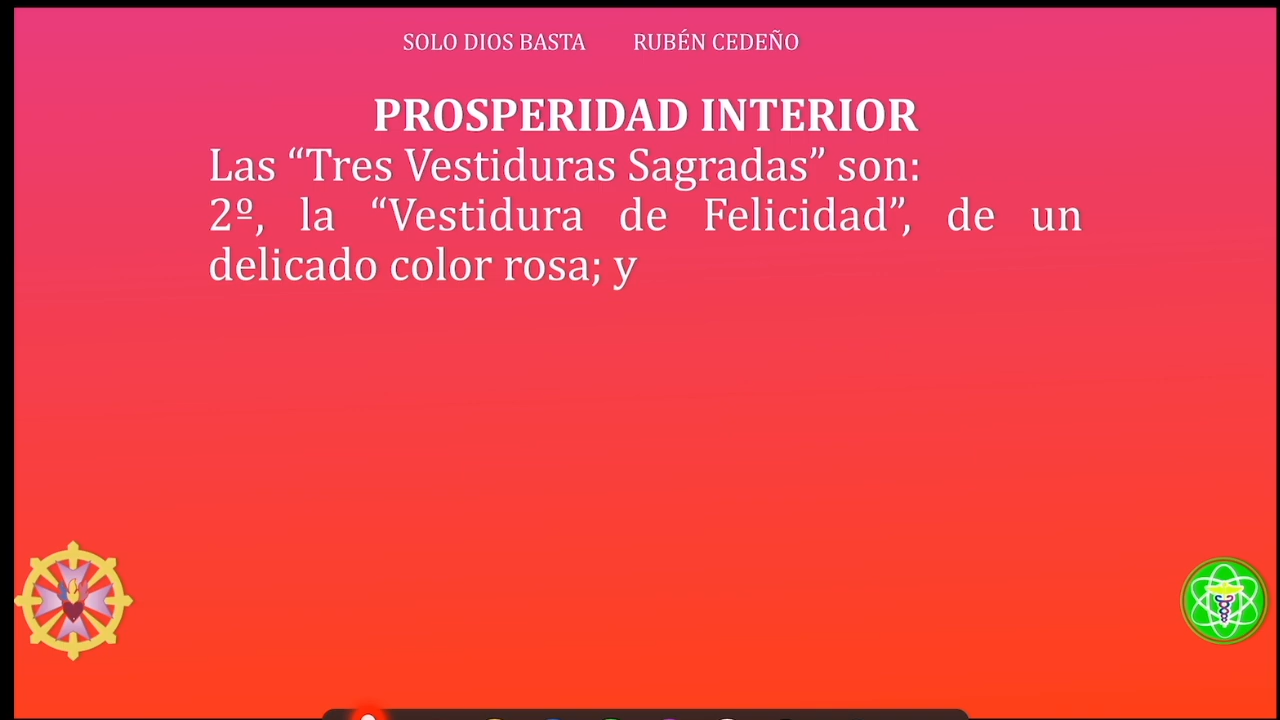 SOLO DIOS BASTA RUBÉN CEDEÑO
PROSPERIDAD INTERIOR
Las “Tres Vestiduras Sagradas” son:
2º, la “Vestidura de Felicidad”, de un
delicado color rosa; y